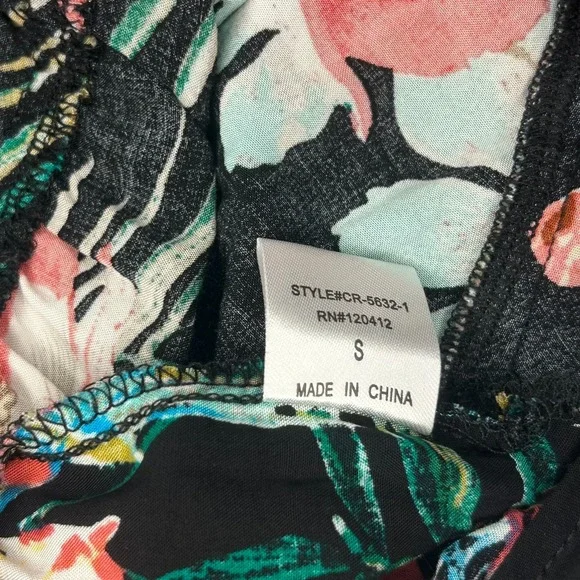 STYLE#CR-5632-1
RN#120412
S
MADE IN CHINA